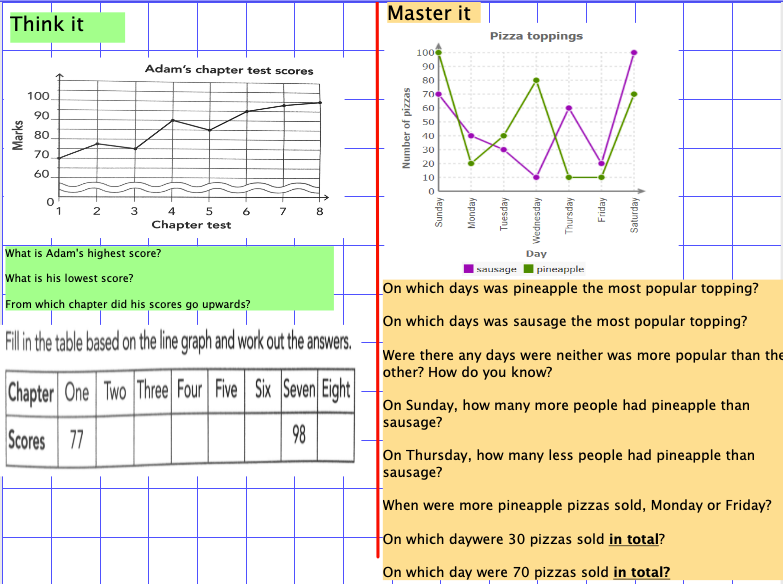 Think it
Adam's chapter test scores
Marks
100
90
80
70
60
0
1 2 3 4 5 6 7 8
Chapter test
What is Adam's highest score?
What is his lowest score?
From which chapter did his scores go upwards?
Fill in the table based on the line graph and work out the answers.
Chapter One Two Three Four Five Six Seven Eight
Scores 77 98
Master it
Pizza toppings
Number of pizzas
100
90
80
70
60
50
40
30
20
10
0
Sunday
Monday
Tuesday
Wednesday
Thursday
Friday
Saturday
Day
sausage pineapple
On which days was pineapple the most popular topping?
On which days was sausage the most popular topping?
Were there any days were neither was more popular than the
other? How do you know?
On Sunday, how many more people had pineapple than
sausage?
On Thursday, how many less people had pineapple than
sausage?
When were more pineapple pizzas sold, Monday or Friday?
On which daywere 30 pizzas sold in total?
On which day were 70 pizzas sold in total?